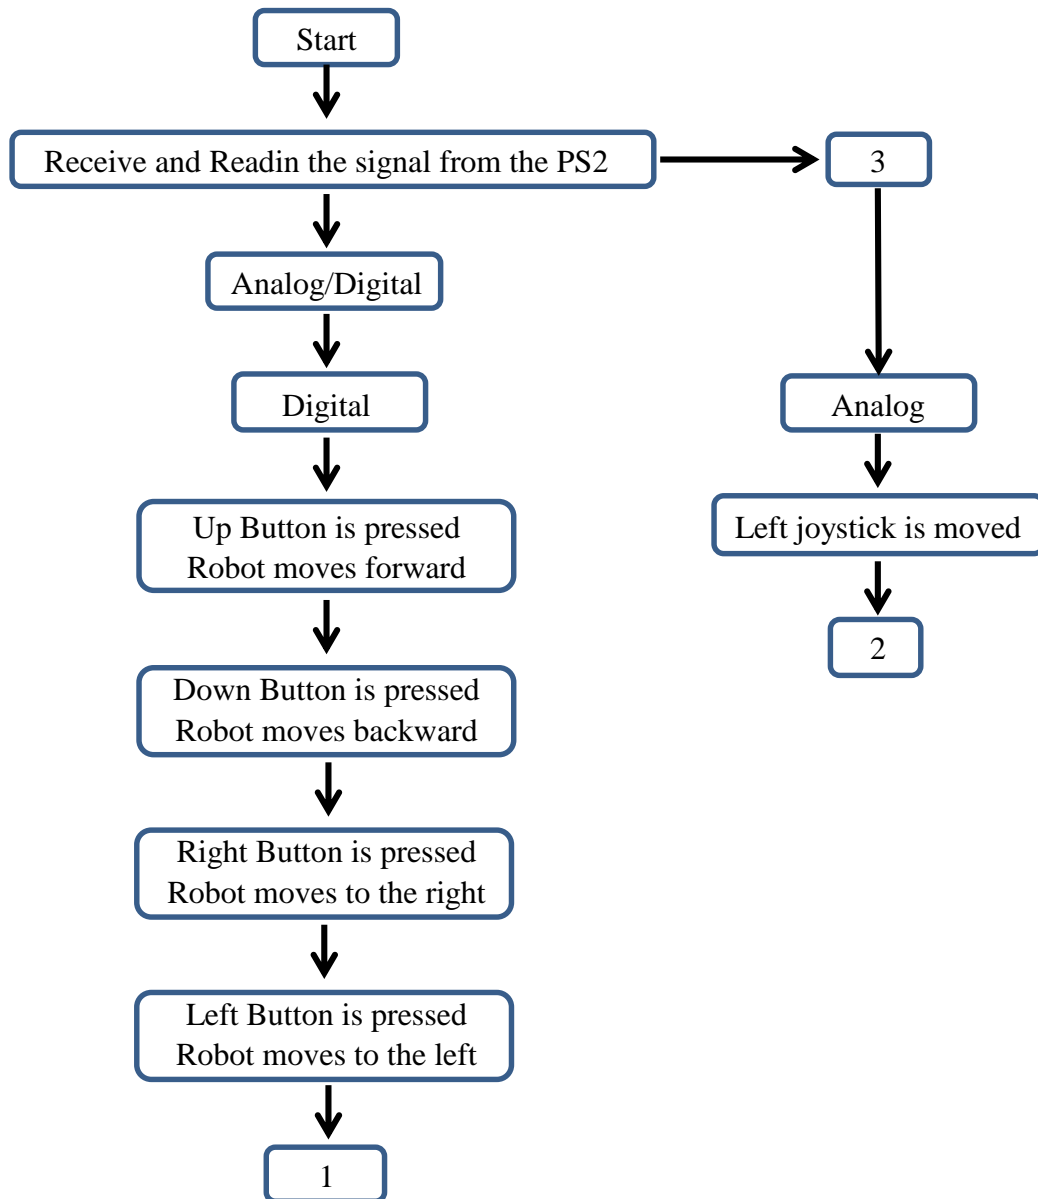 Start
Receive and Readin the signal from the PS2
3
Analog/Digital
Digital
Analog
Up Button is pressed
Robot moves forward
Left joystick is moved
2
Down Button is pressed
Robot moves backward
Right Button is pressed
Robot moves to the right
Left Button is pressed
Robot moves to the left
1